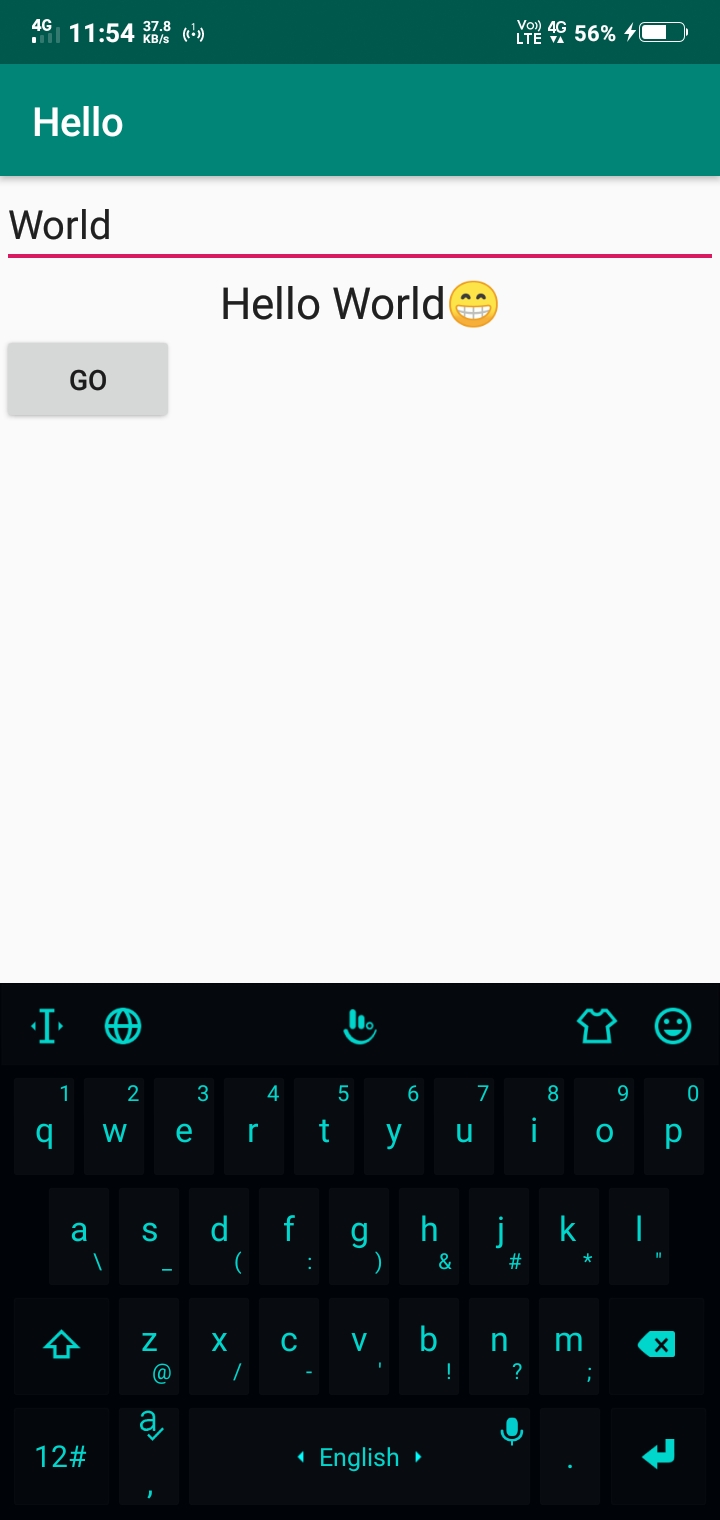 4G 11:54 37.8 KB/s 1 Vo)) LTE 4G 56%
Hello
World
Hello World😁
GO
1 2 3 4 5 6 7 8 9 0
q w e r t y u i o p
a s d f g h j k l
\ _ ( : ) & # * "
z x c v b n m
@ / - ' ! ? ;
12# a , English .